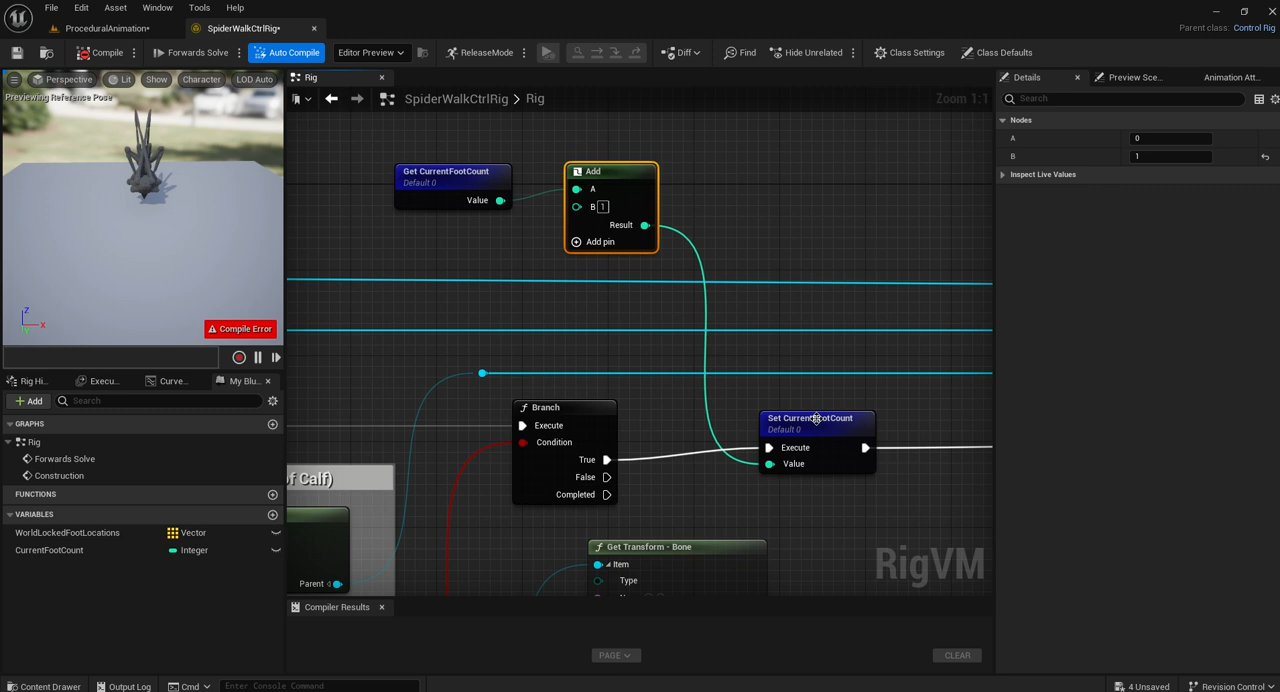 File Edit Asset Window Tools Help
ProceduralAnimation*
SpiderWalkCtrlRig*
Parent class: Control Rig
Compile
Forwards Solve
Auto Compile
Editor Preview
ReleaseMode
Diff
Find
Hide Unrelated
Class Settings
Class Defaults
Perspective
Lit
Show
Character
LOD Auto
Previewing Reference Pose
Z
X
Compile Error
Rig Hi...
Execu...
Curve...
My Blu...
Add
Search
GRAPHS
Rig
Forwards Solve
Construction
FUNCTIONS
VARIABLES
WorldLockedFootLocations Vector
CurrentFootCount Integer
Rig
SpiderWalkCtrlRig > Rig
Zoom 1:1
Get CurrentFootCount
Default 0
Value
Add
A
B 1
Result
Add pin
Branch
Execute
Condition
True
False
Completed
Set CurrentFootCount
Default 0
Execute
Value
of Calf)
Parent
Get Transform - Bone
Item
Type
RigVM
Compiler Results
PAGE
CLEAR
Details
Preview Sce...
Animation Att...
Search
Nodes
A 0
B 1
Inspect Live Values
Content Drawer
Output Log
Cmd
Enter Console Command
4 Unsaved
Revision Control